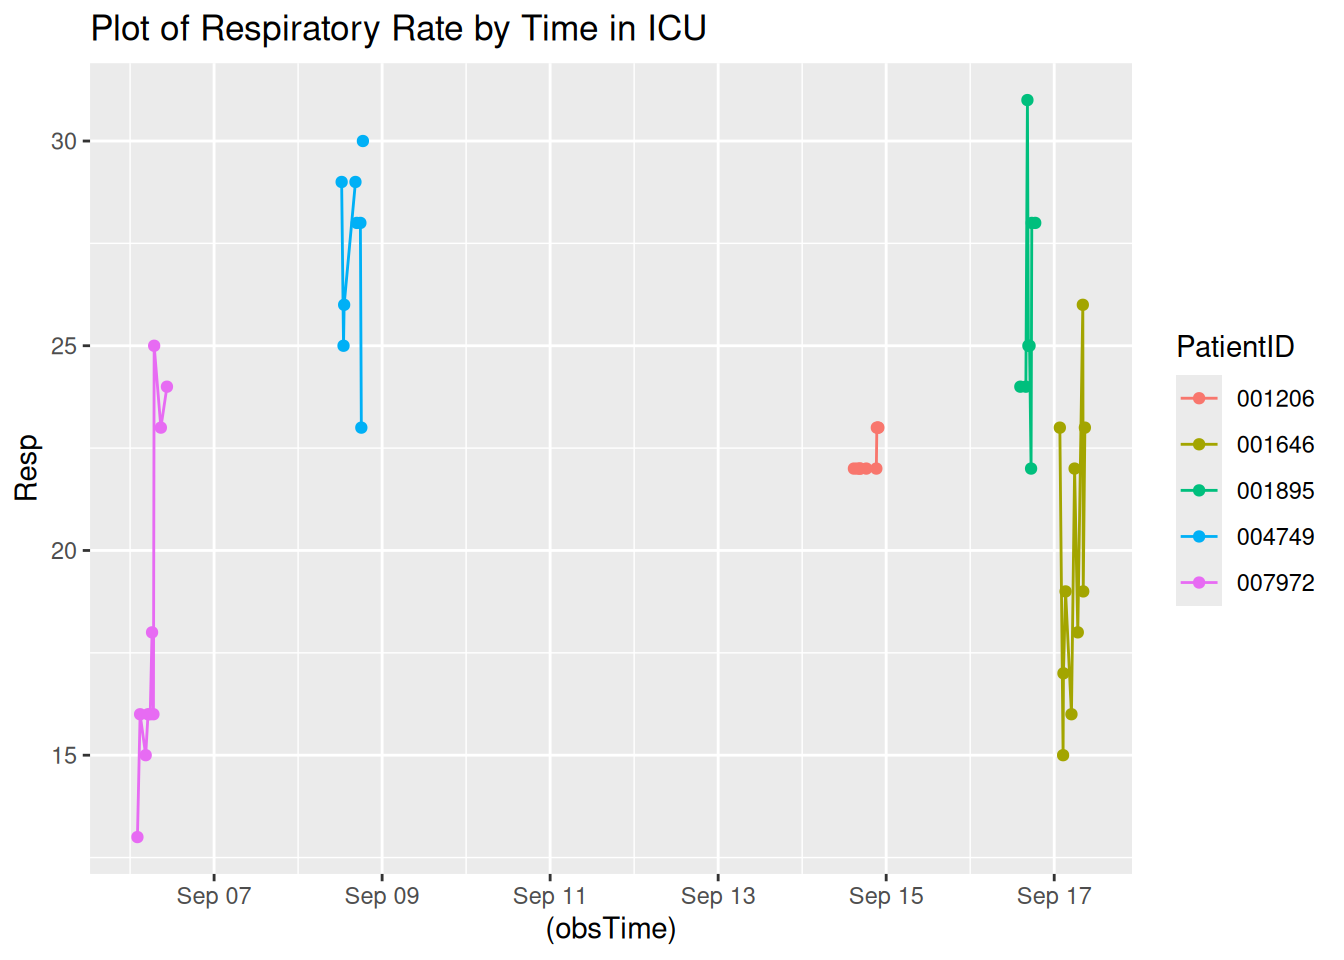 Plot of Respiratory Rate by Time in ICU
Resp
30
25
20
15
Sep 07 Sep 09 Sep 11 Sep 13 Sep 15 Sep 17
(obsTime)
PatientID
001206
001646
001895
004749
007972